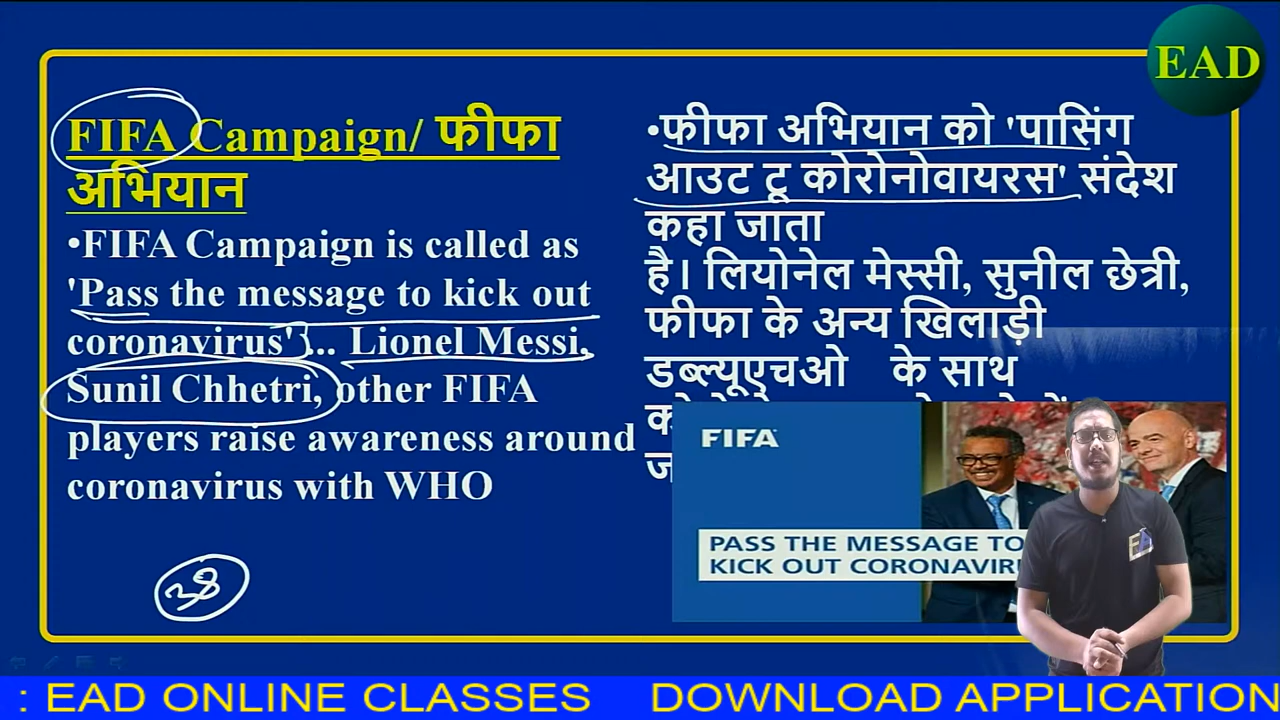 EAD
FIFA Campaign/ फीफा
अभियान
•FIFA Campaign is called as
'Pass the message to kick out
coronavirus'... Lionel Messi,
Sunil Chhetri, other FIFA
players raise awareness around
coronavirus with WHO
•फीफा अभियान को 'पासिंग
आउट टू कोरोनोवायरस' संदेश
कहा जाता
है। लियोनेल मेस्सी, सुनील छेत्री,
फीफा के अन्य खिलाड़ी
डब्ल्यूएचओ के साथ
FIFA
PASS THE MESSAGE TO
KICK OUT CORONAVIR
: EAD ONLINE CLASSES DOWNLOAD APPLICATION